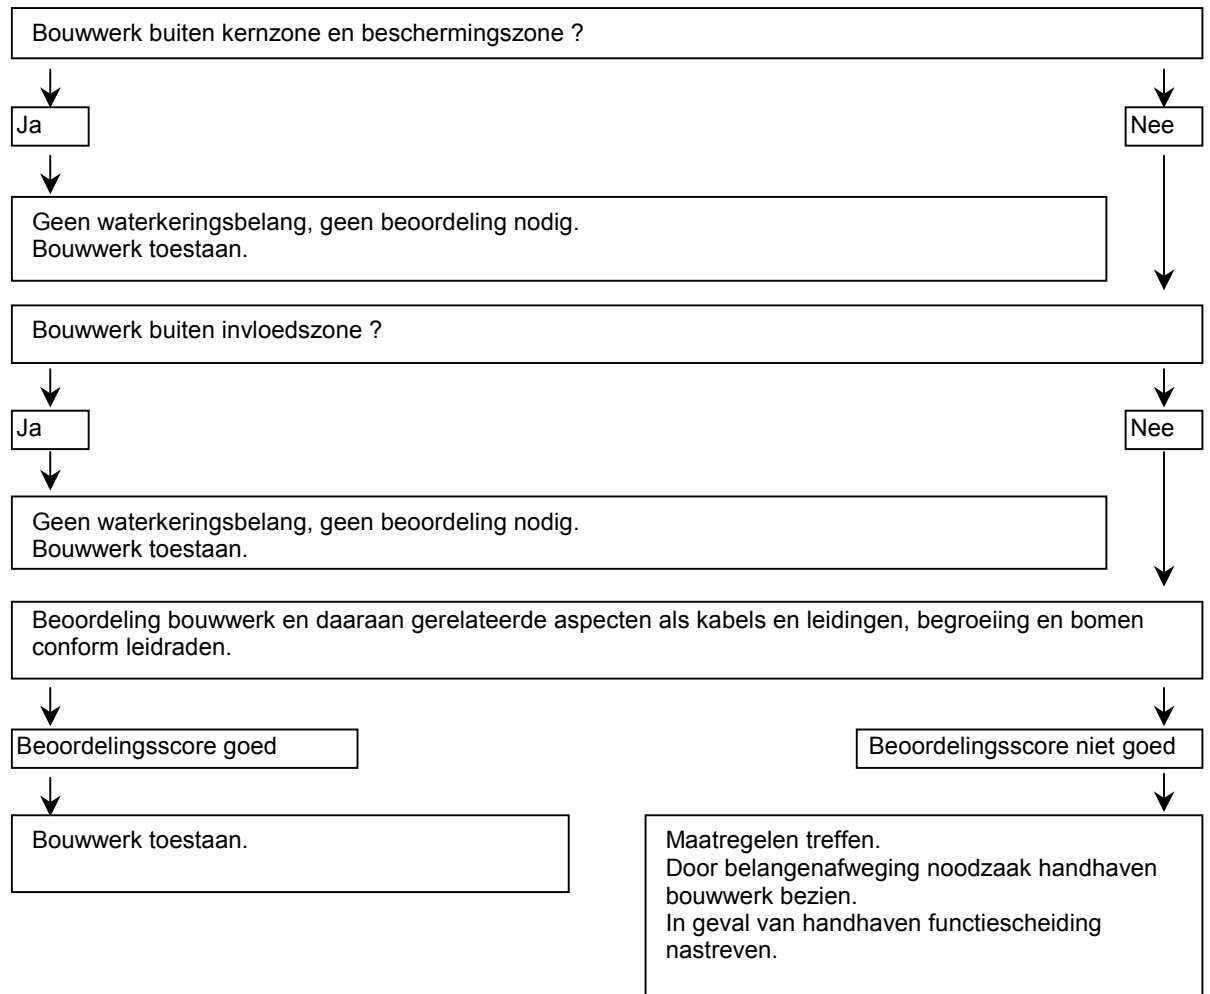 Bouwwerk buiten kernzone en beschermingszone ?
Ja
Nee
Geen waterkeringsbelang, geen beoordeling nodig.
Bouwwerk toestaan.
Bouwwerk buiten invloedszone ?
Ja
Nee
Geen waterkeringsbelang, geen beoordeling nodig.
Bouwwerk toestaan.
Beoordeling bouwwerk en daaraan gerelateerde aspecten als kabels en leidingen, begroeiing en bomen
conform leidraden.
Beoordelingsscore goed
Beoordelingsscore niet goed
Bouwwerk toestaan.
Maatregelen treffen.
Door belangenafweging noodzaak handhaven
bouwwerk bezien.
In geval van handhaven functiescheiding
nastreven.